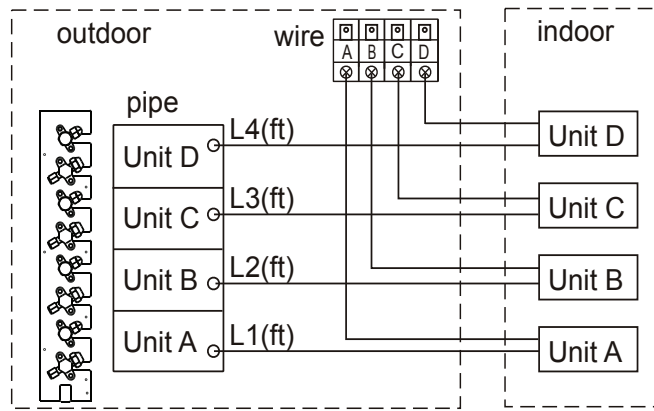 outdoor
wire
A B C D
indoor
pipe
Unit D
L4(ft)
Unit D
Unit C
L3(ft)
Unit C
Unit B
L2(ft)
Unit B
Unit A
L1(ft)
Unit A